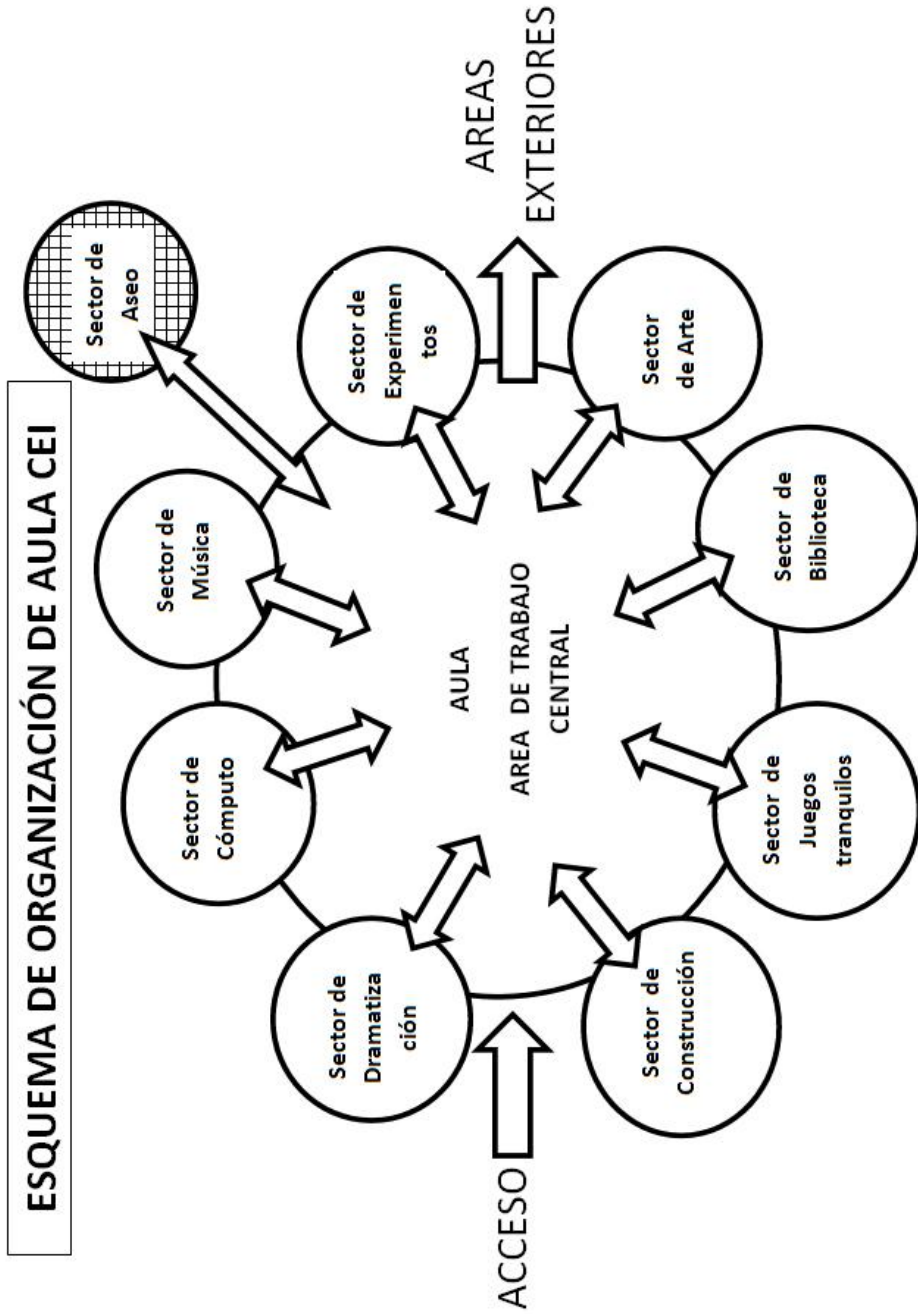 ESQUEMA DE ORGANIZACIÓN DE AULA CEI
Sector de
Aseo
Sector de
Música
Sector de
Cómputo
Sector de
Experimen
tos
Sector de
Dramatiza
ción
AREAS
EXTERIORES
ACCESO
AULA
AREA DE TRABAJO
CENTRAL
Sector
de Arte
Sector de
Construcción
Sector de
Biblioteca
Sector de
Juegos
tranquilos